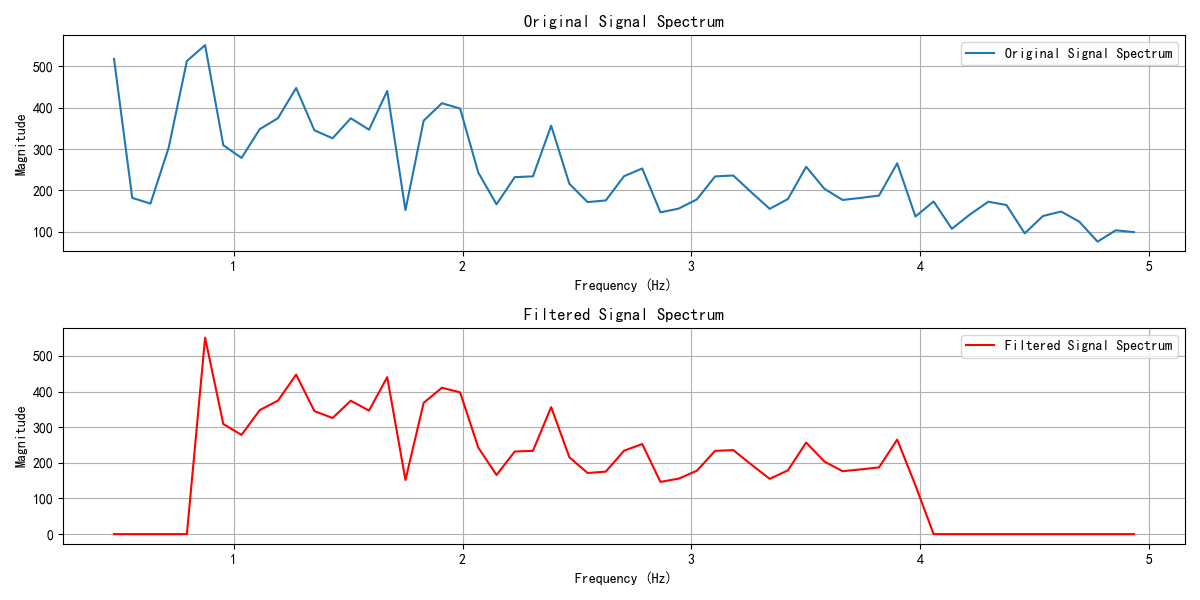 Original Signal Spectrum
500
400
300
200
100
Magnitude
Original Signal Spectrum
1
2
3
4
5
Frequency (Hz)
Filtered Signal Spectrum
500
400
300
200
100
0
Magnitude
Filtered Signal Spectrum
1
2
3
4
5
Frequency (Hz)